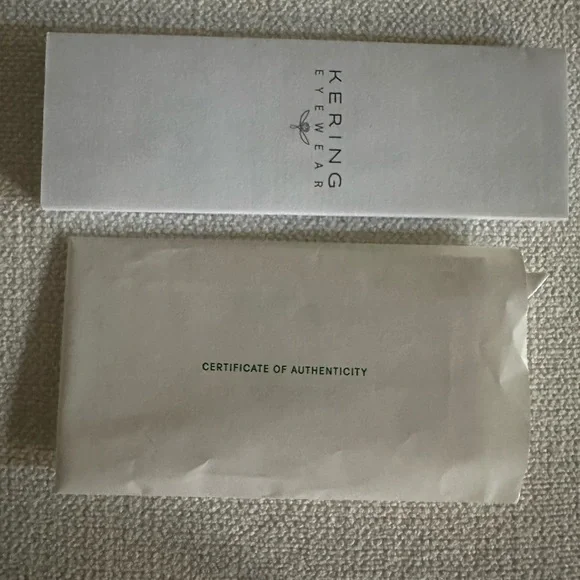 KERING
EYEWEAR
CERTIFICATE OF AUTHENTICITY